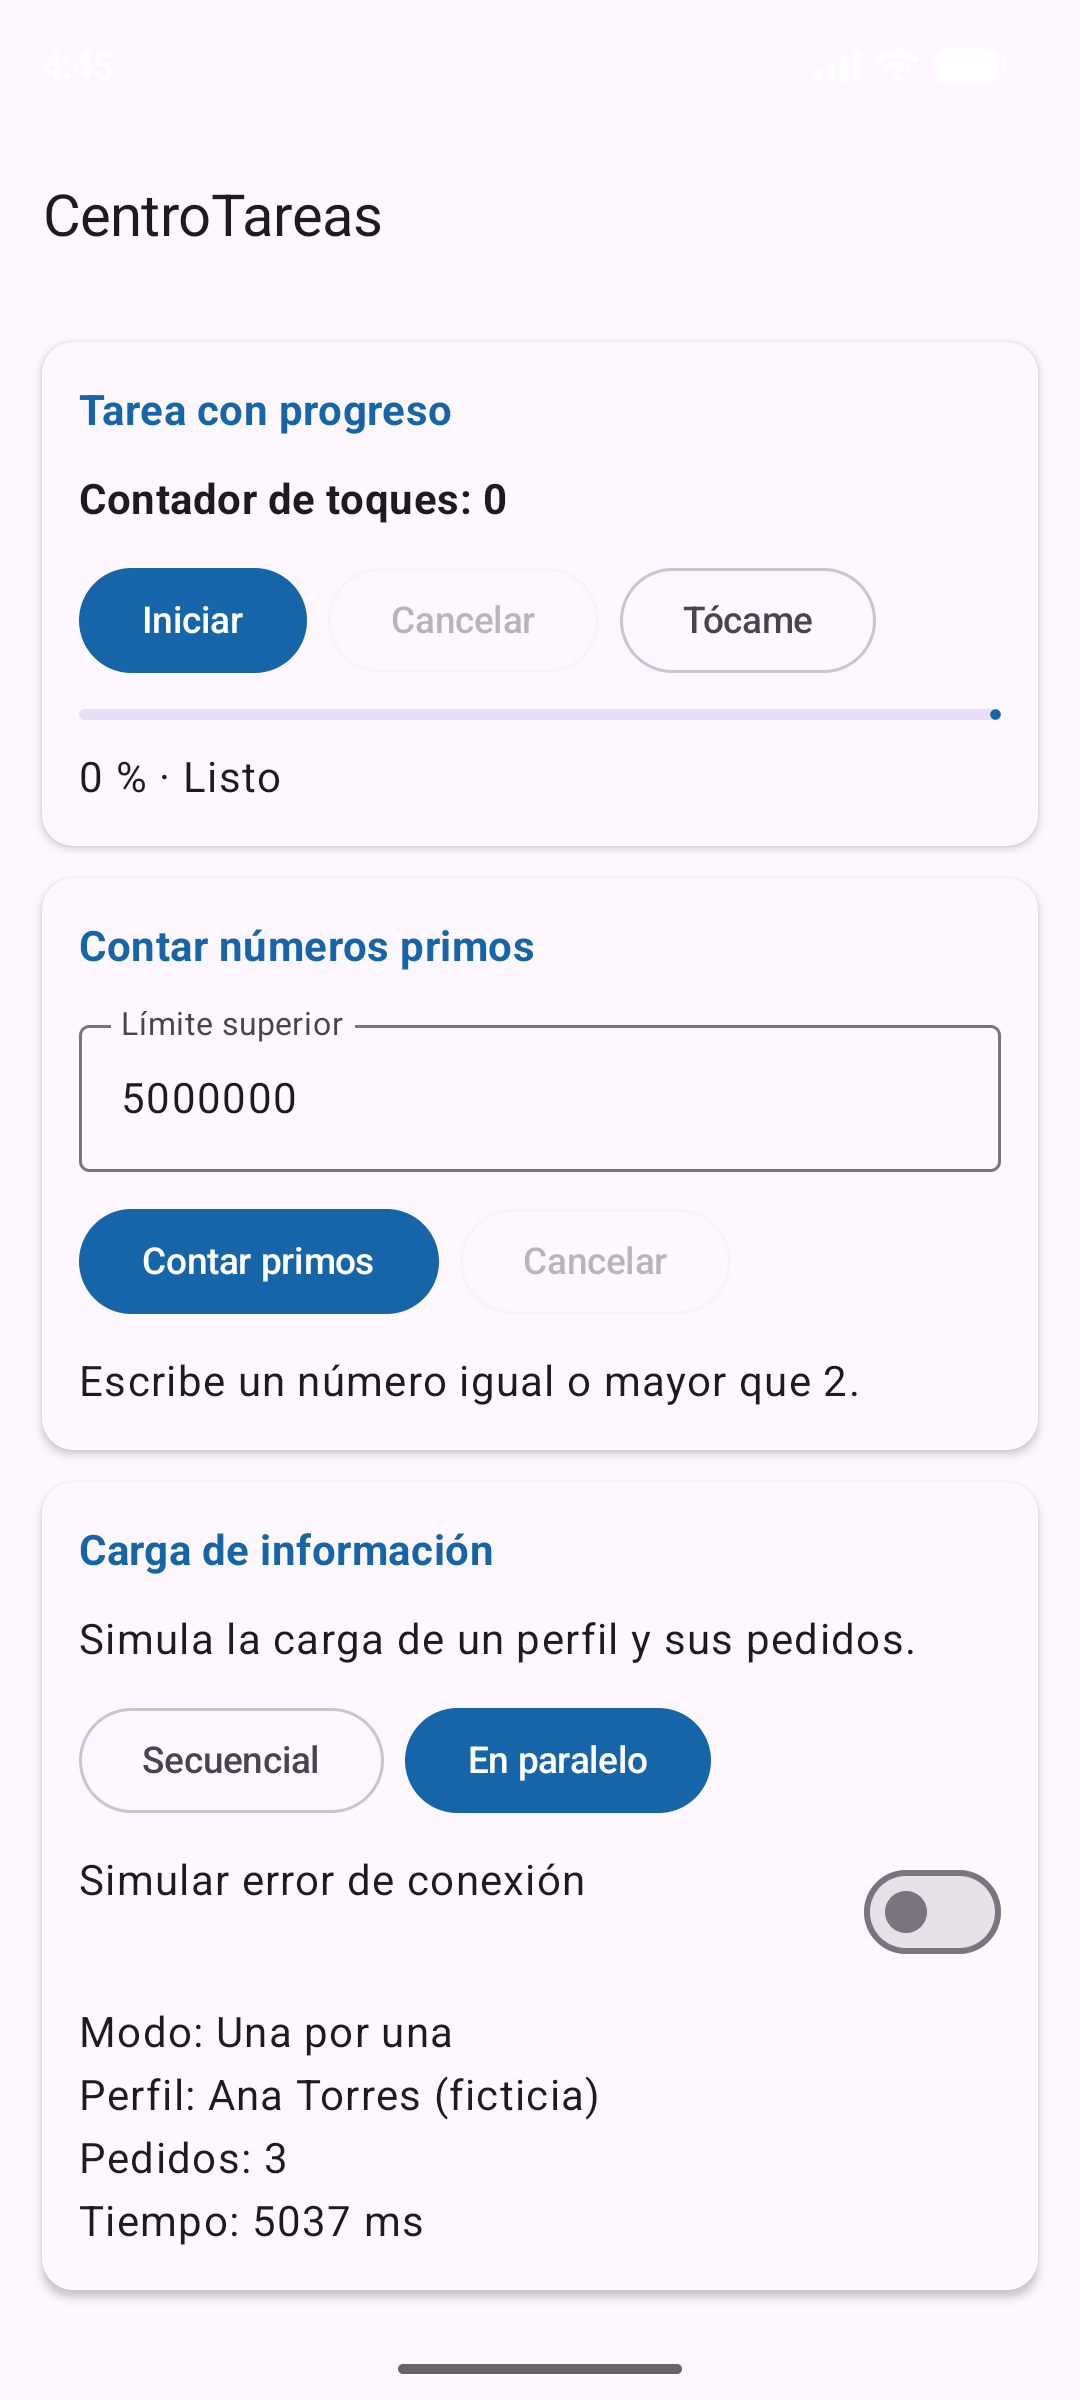 4:45
CentroTareas
Tarea con progreso
Contador de toques: 0
Iniciar Cancelar Tócame
0 % · Listo
Contar números primos
Límite superior
5000000
Contar primos Cancelar
Escribe un número igual o mayor que 2.
Carga de información
Simula la carga de un perfil y sus pedidos.
Secuencial En paralelo
Simular error de conexión
Modo: Una por una
Perfil: Ana Torres (ficticia)
Pedidos: 3
Tiempo: 5037 ms